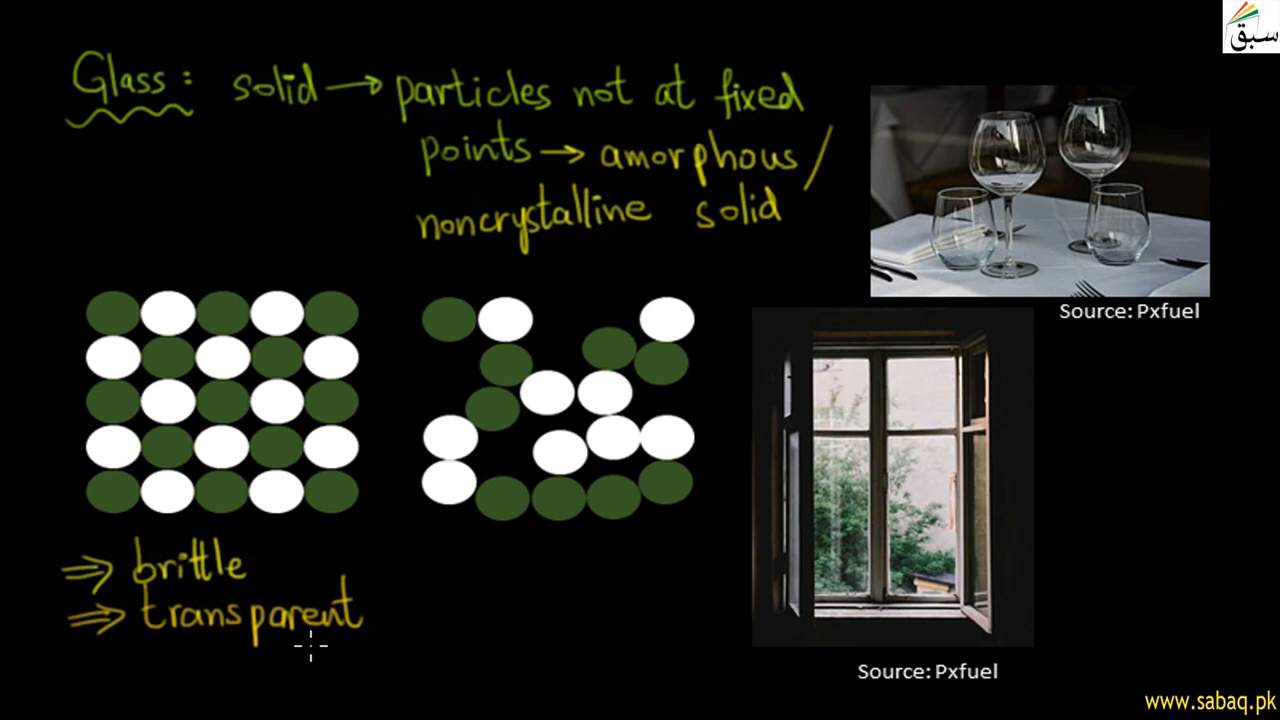 سبق
Glass: solid → particles not at fixed
points → amorphous /
noncrystalline solid
Source: Pxfuel
⇒ brittle
⇒ transparent
Source: Pxfuel
www.sabaq.pk